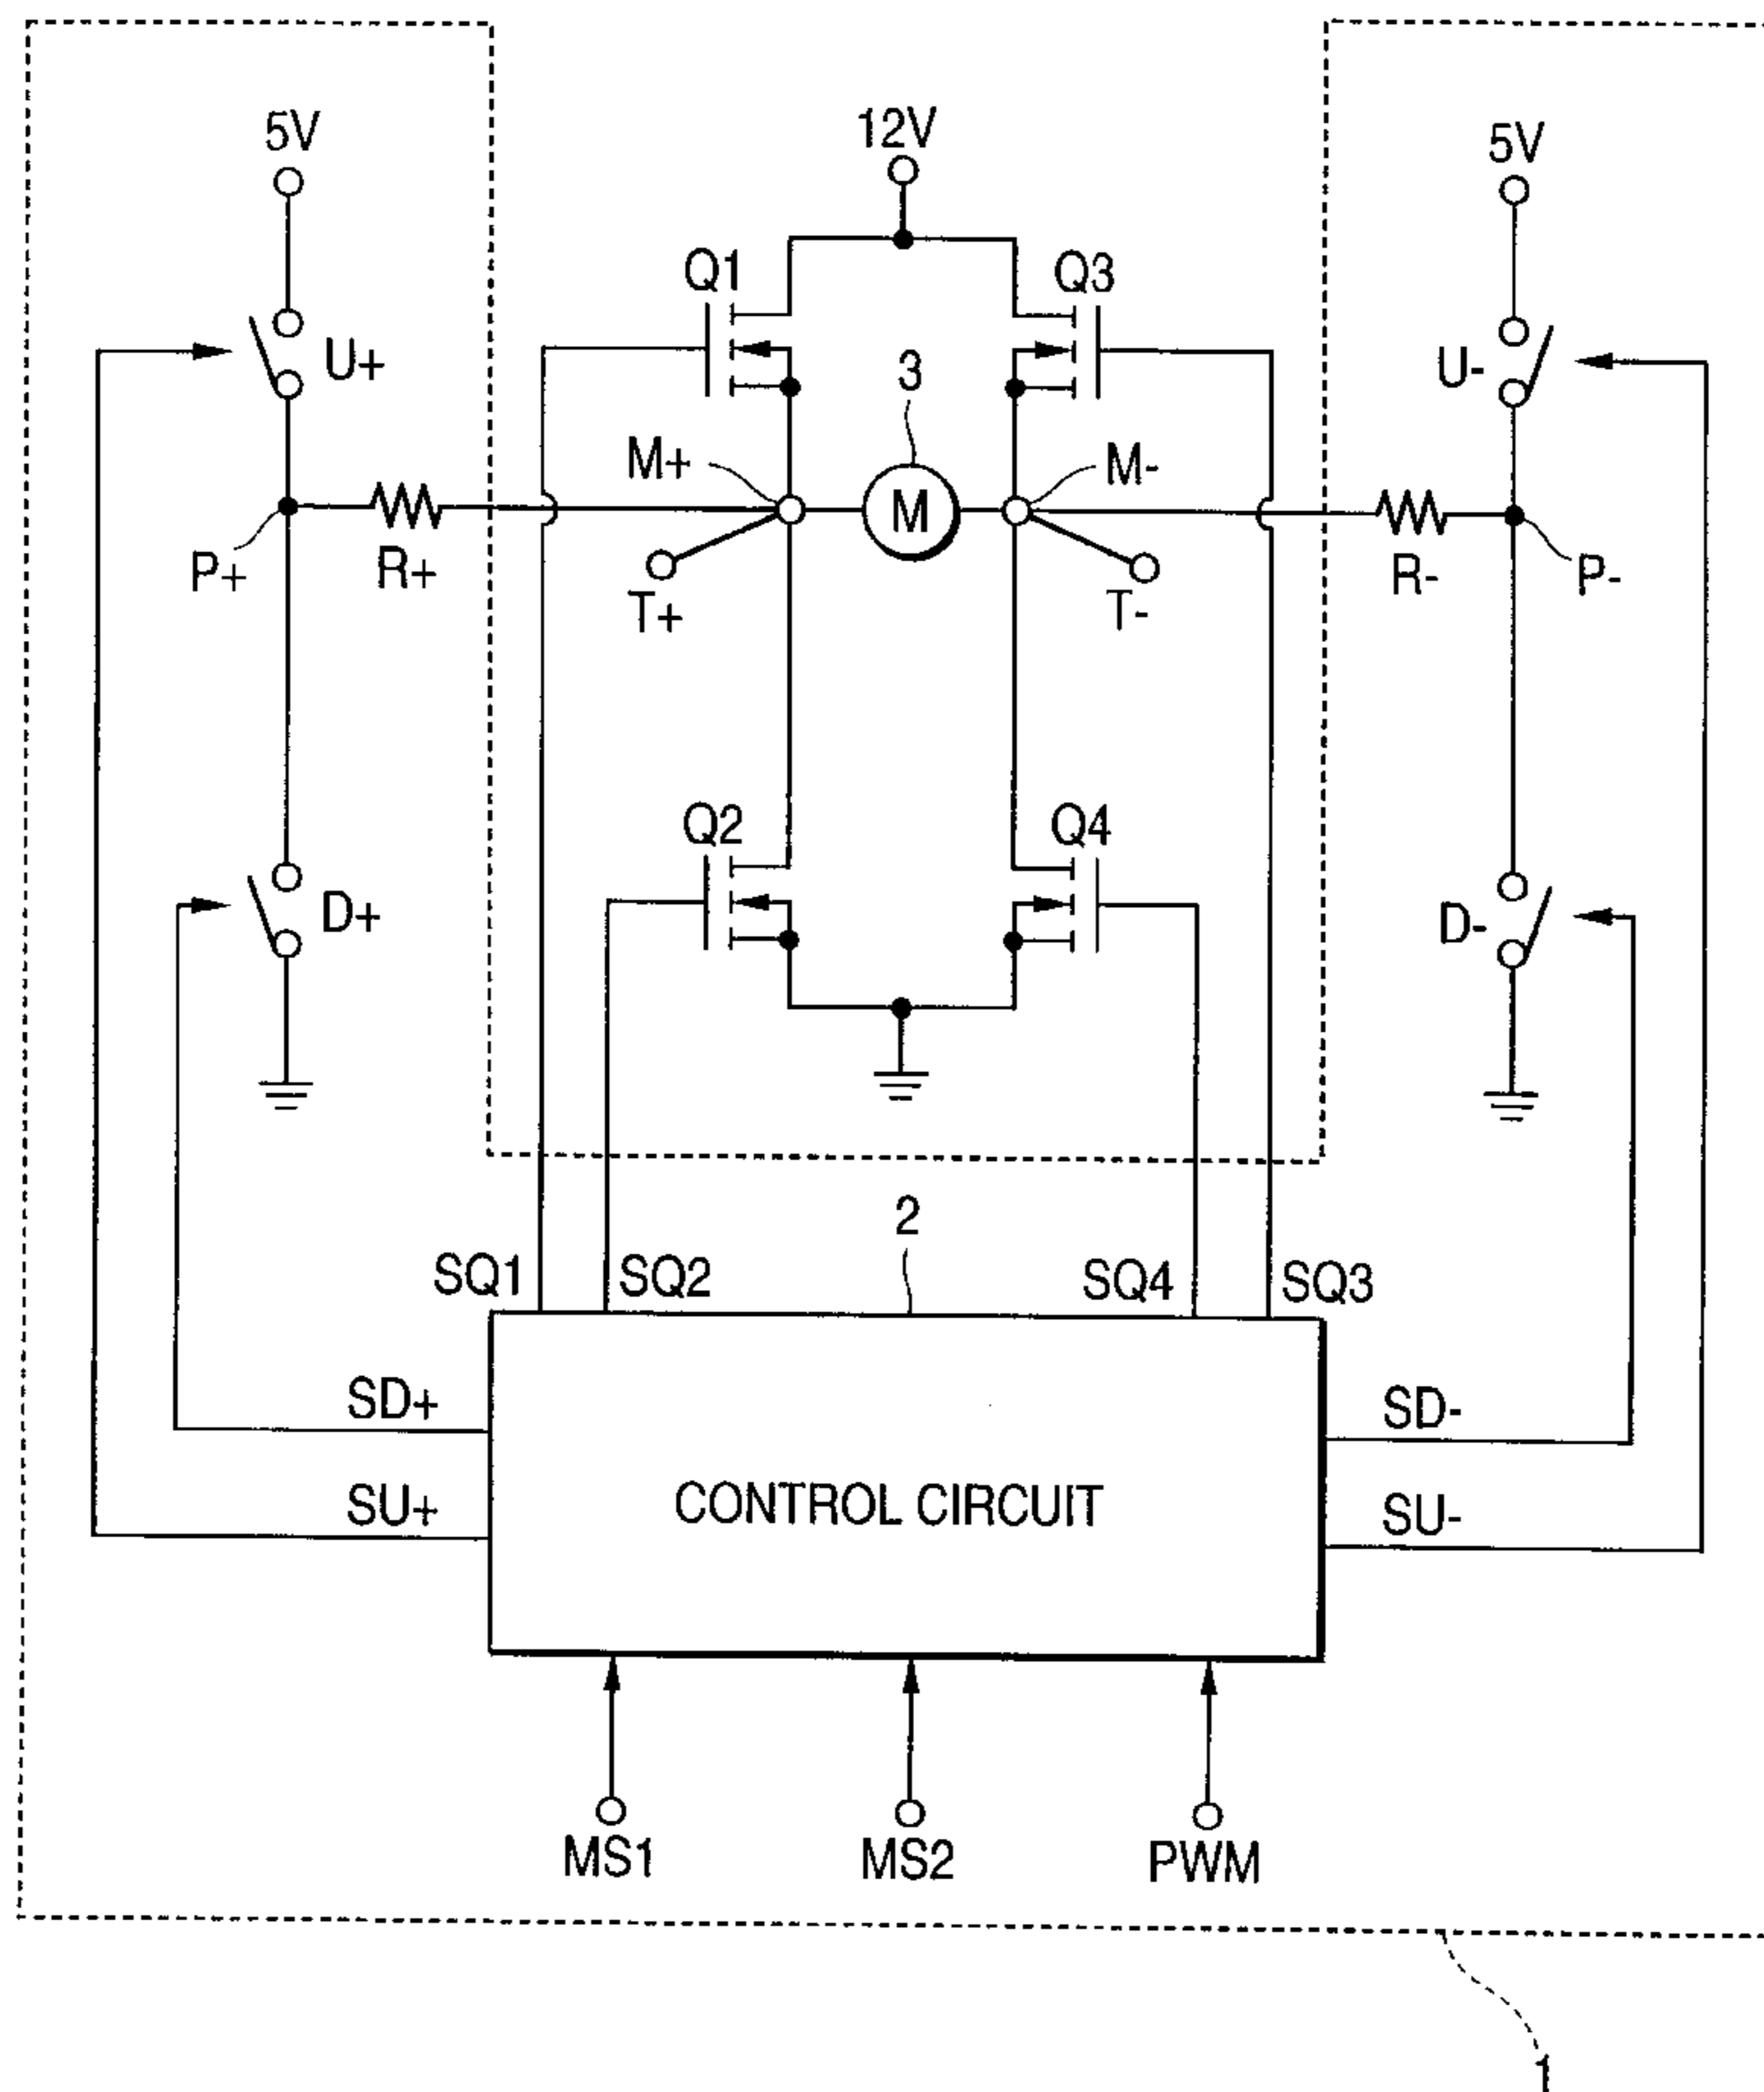 5V
12V
5V
Q1
Q3
U+
3
U-
M+
M-
M
P+
R+
T+
T-
R-
P-
Q2
Q4
D+
D-
2
SQ1
SQ2
SQ4
SQ3
SD+
SD-
SU+
CONTROL CIRCUIT
SU-
MS1
MS2
PWM
1